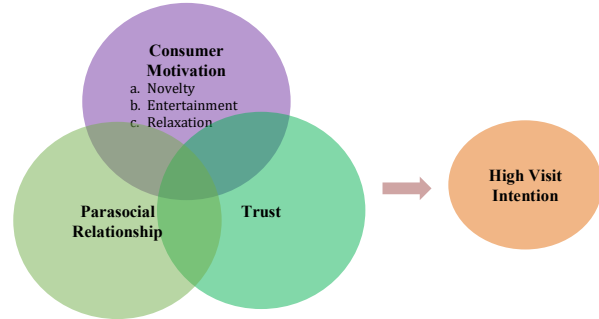 Consumer
Motivation
a. Novelty
b. Entertainment
c. Relaxation
Parasocial
Relationship
Trust
High Visit
Intention